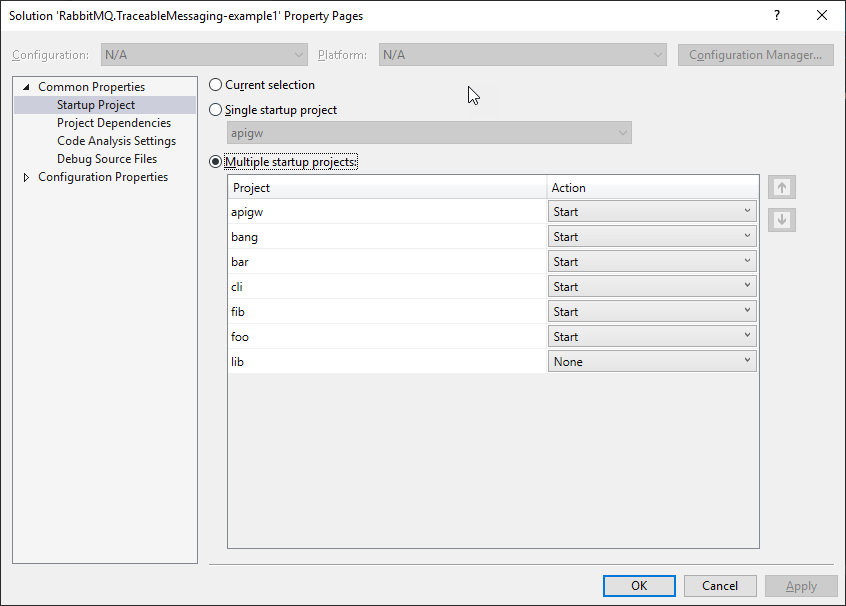 Solution 'RabbitMQ.TraceableMessaging-example1' Property Pages ?
Configuration: N/A Platform: N/A Configuration Manager...
Common Properties
Startup Project
Project Dependencies
Code Analysis Settings
Debug Source Files
Configuration Properties
Current selection
Single startup project
apigw
Multiple startup projects:
Project Action
apigw Start
bang Start
bar Start
cli Start
fib Start
foo Start
lib None
OK Cancel Apply